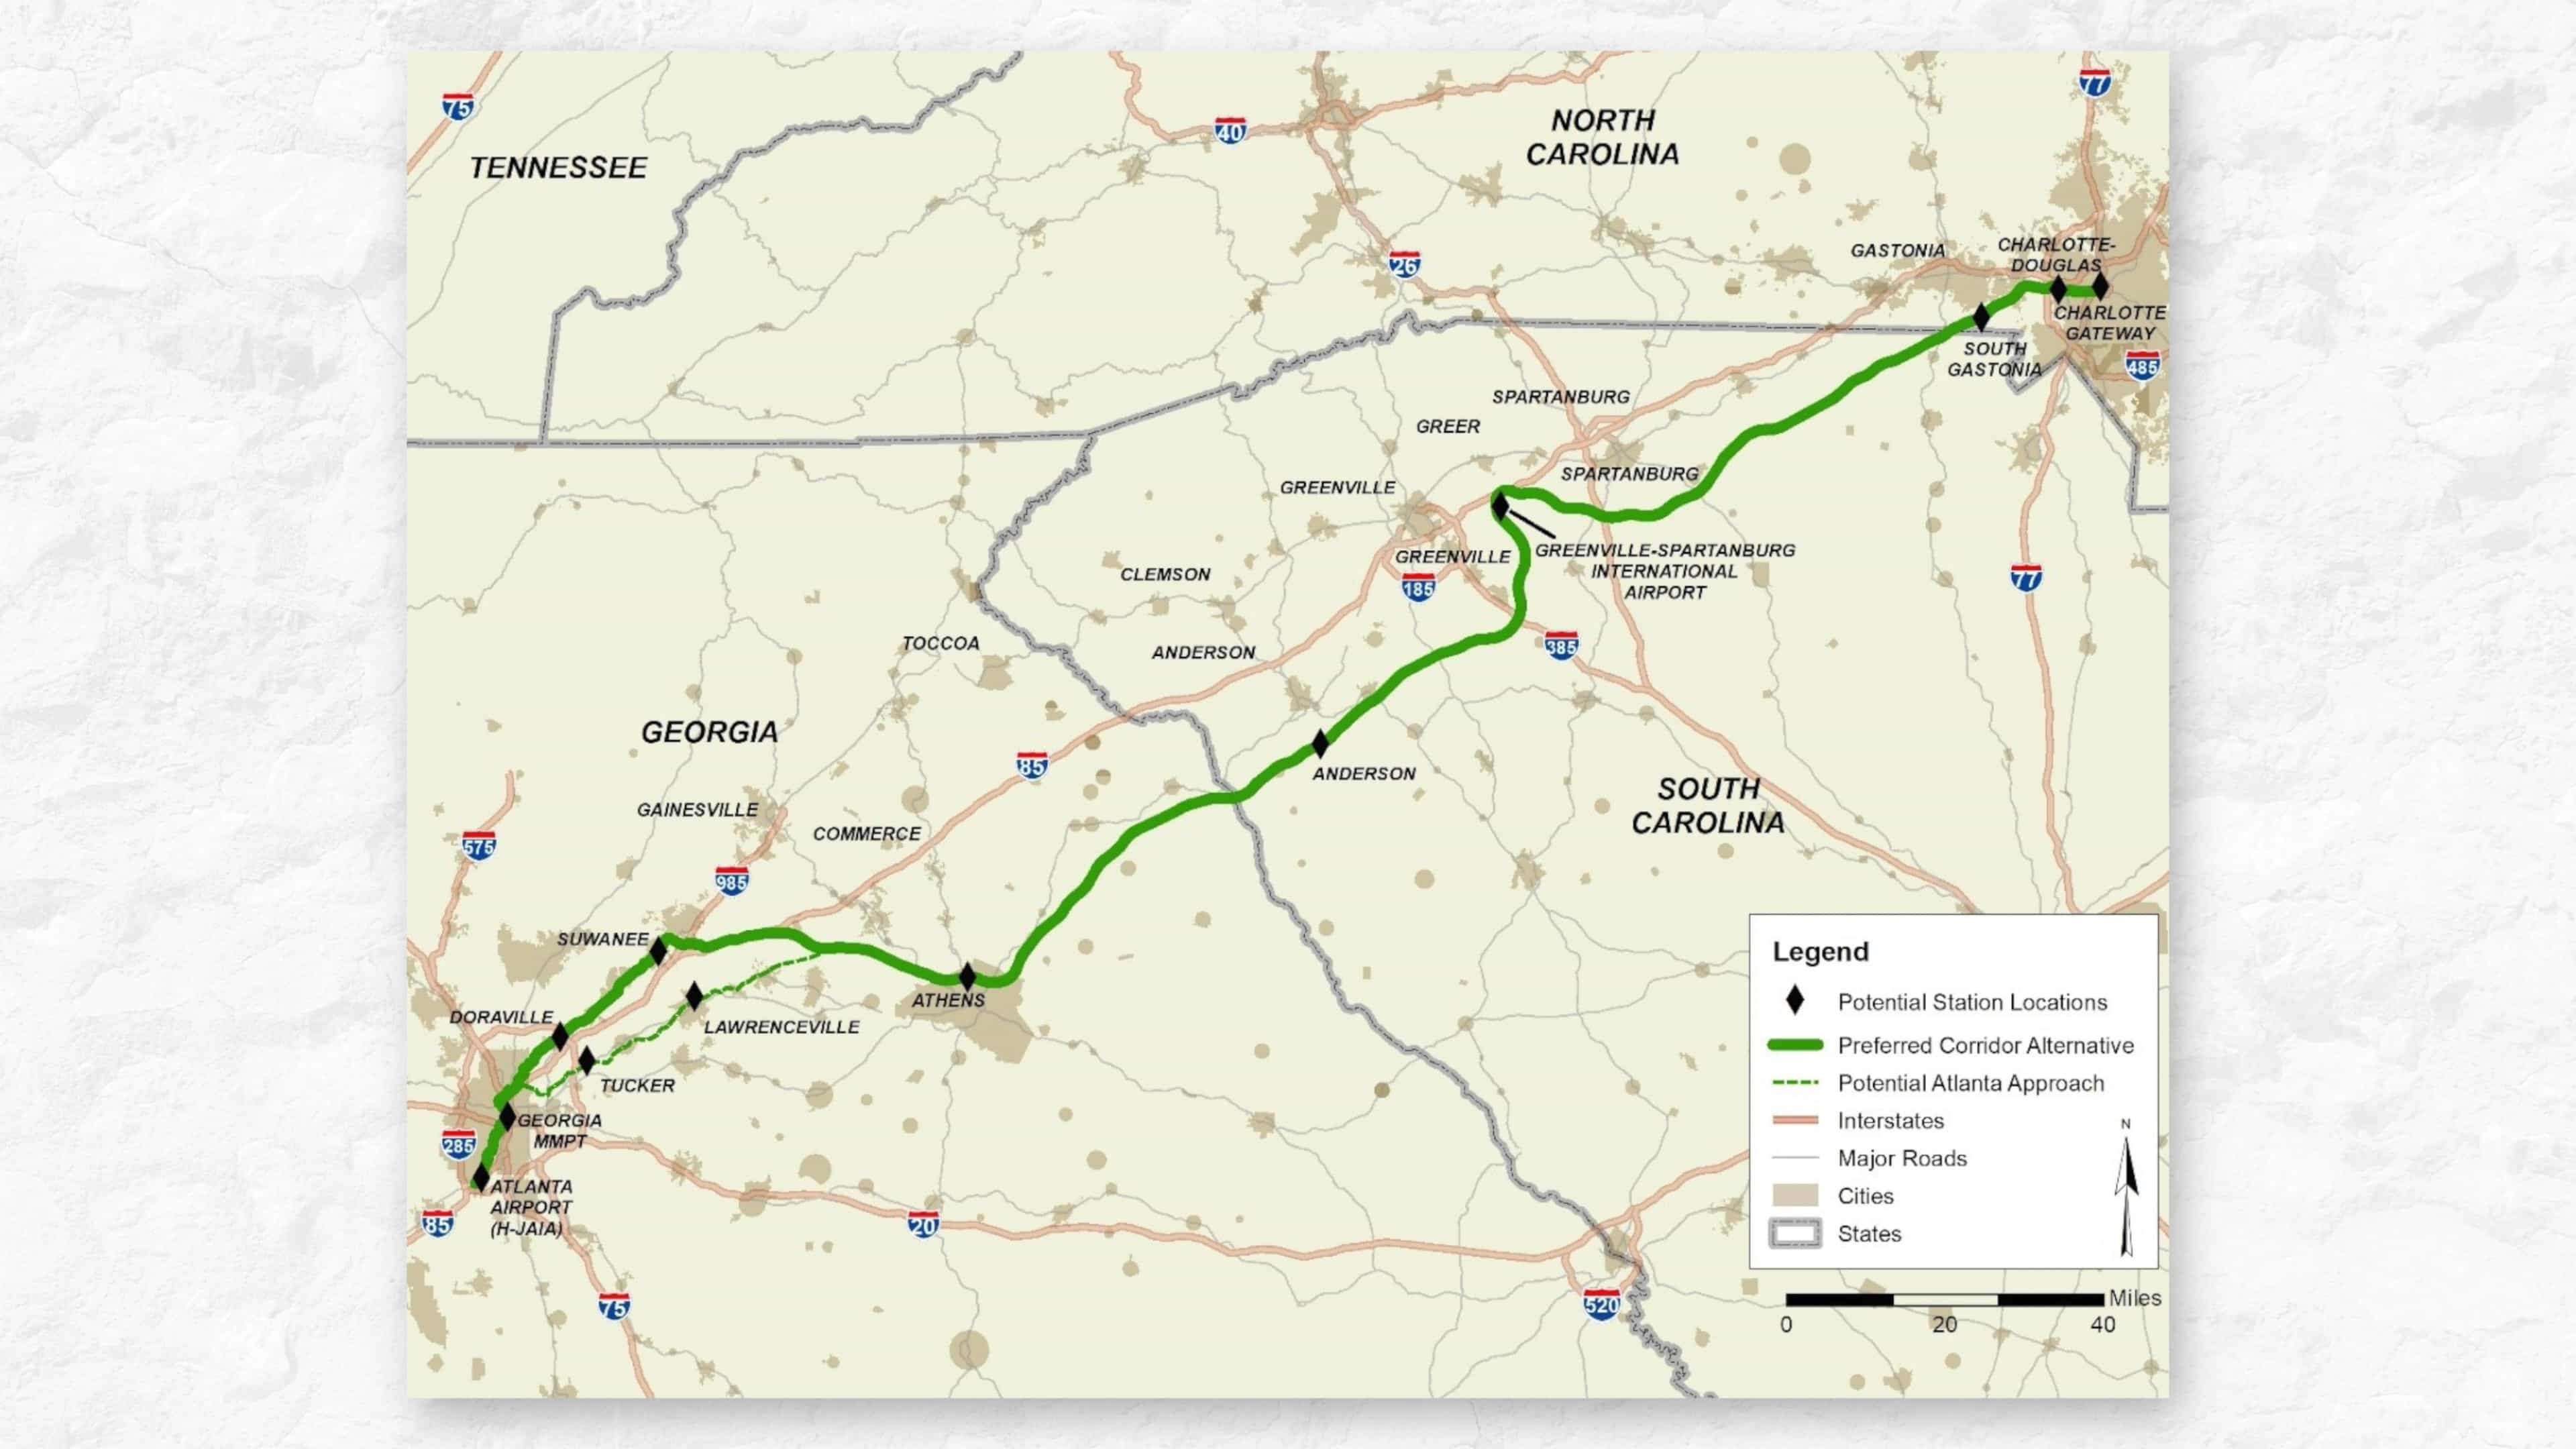 75
TENNESSEE
40
NORTH
CAROLINA
77
26
GASTONIA
CHARLOTTE-
DOUGLAS
CHARLOTTE
GATEWAY
SOUTH
GASTONIA
485
SPARTANBURG
GREER
SPARTANBURG
GREENVILLE
GREENVILLE
185
GREENVILLE-SPARTANBURG
INTERNATIONAL
AIRPORT
77
CLEMSON
385
TOCCOA
ANDERSON
GEORGIA
85
ANDERSON
SOUTH
CAROLINA
GAINESVILLE
COMMERCE
575
985
SUWANEE
ATHENS
DORAVILLE
LAWRENCEVILLE
TUCKER
GEORGIA
MMPT
285
ATLANTA
AIRPORT
(H-JAIA)
85
20
75
520
Legend
Potential Station Locations
Preferred Corridor Alternative
Potential Atlanta Approach
Interstates
Major Roads
Cities
States
N
Miles
0 20 40